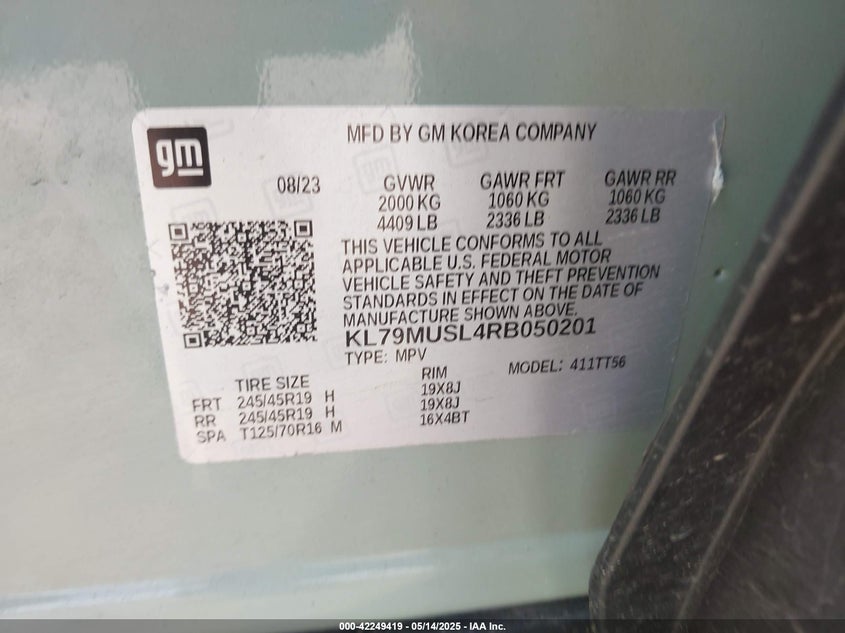 gm
MFD BY GM KOREA COMPANY
08/23 GVWR GAWR FRT GAWR RR
2000 KG 1060 KG 1060 KG
4409 LB 2336 LB 2336 LB
THIS VEHICLE CONFORMS TO ALL
APPLICABLE U.S. FEDERAL MOTOR
VEHICLE SAFETY AND THEFT PREVENTION
STANDARDS IN EFFECT ON THE DATE OF
MANUFACTURE SHOWN ABOVE.
KL79MUSL4RB050201
TYPE: MPV MODEL: 411TT56
TIRE SIZE RIM
FRT 245/45R19 H 19X8J
RR 245/45R19 H 19X8J
SPA T125/70R16 M 16X4BT
000-42249419 - 05/14/2025 - IAA Inc.